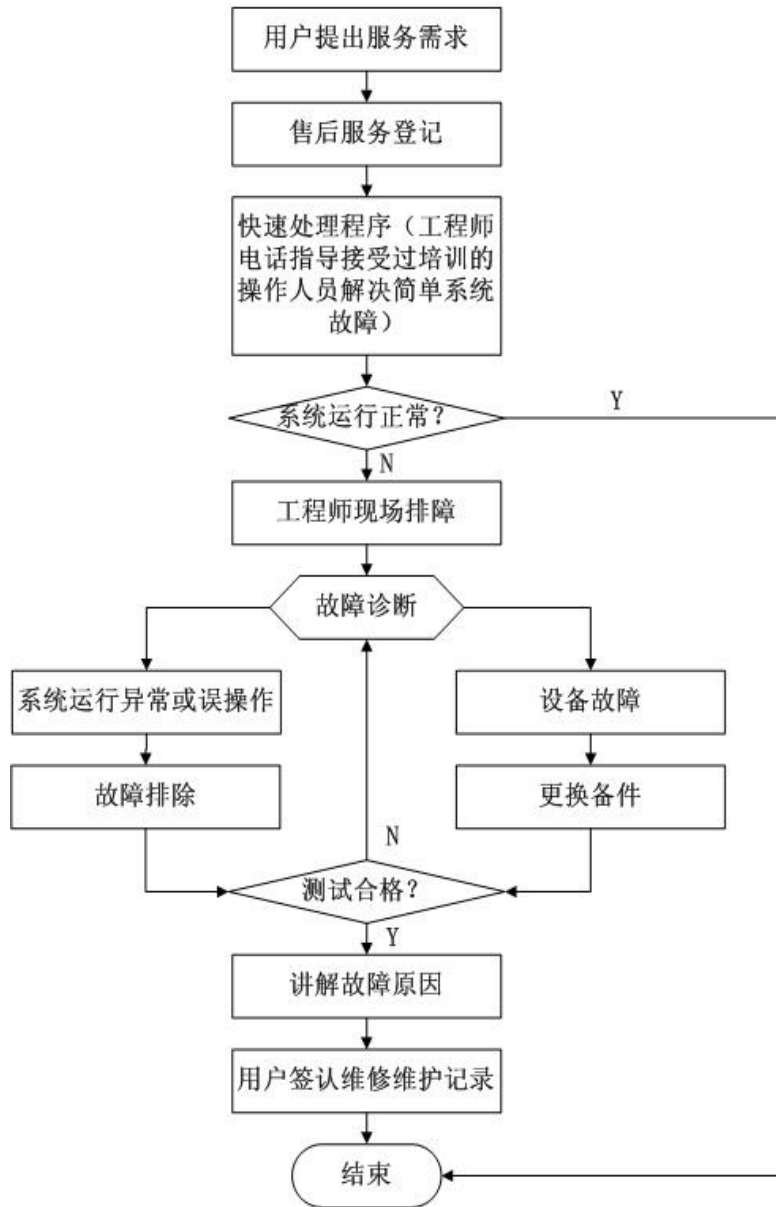 用户提出服务需求
售后服务登记
快速处理程序（工程师
电话指导接受过培训的
操作人员解决简单系统
故障）
系统运行正常?
Y
N
工程师现场排障
故障诊断
系统运行异常或误操作
设备故障
故障排除
更换备件
N
测试合格?
Y
讲解故障原因
用户签认维修维护记录
结束